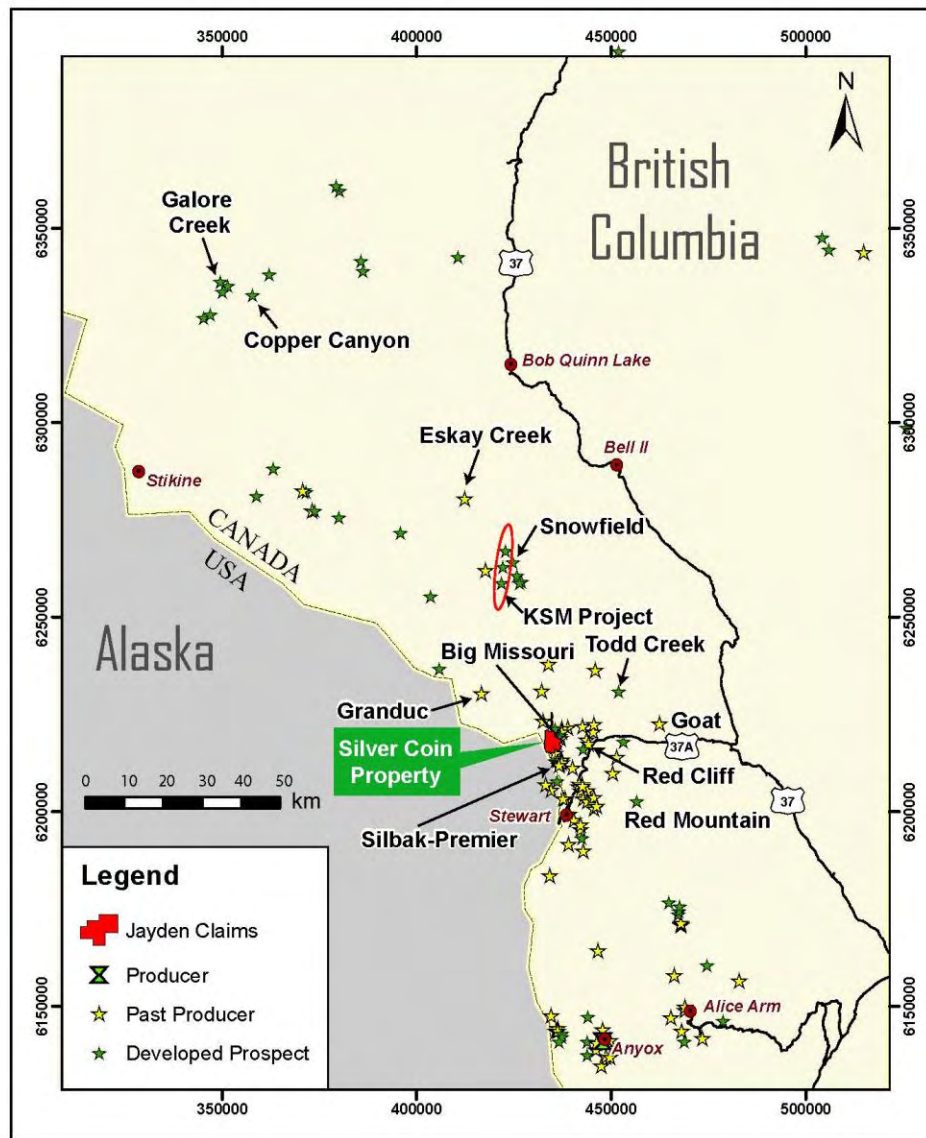 350000
400000
450000
500000
N
British
Columbia
Galore
Creek
6350000
6350000
37
Copper Canyon
Bob Quinn Lake
6300000
6300000
Eskay Creek
Bell II
Stikine
CANADA
USA
Snowfield
KSM Project
6250000
6250000
Alaska
Big Missouri
Todd Creek
Granduc
Goat
Silver Coin
Property
37A
Red Cliff
0 10 20 30 40 50
km
37
6200000
6200000
Stewart
Red Mountain
Silbak-Premier
Legend
Jayden Claims
Producer
Past Producer
Developed Prospect
6150000
6150000
Alice Arm
Anyox
350000
400000
450000
500000